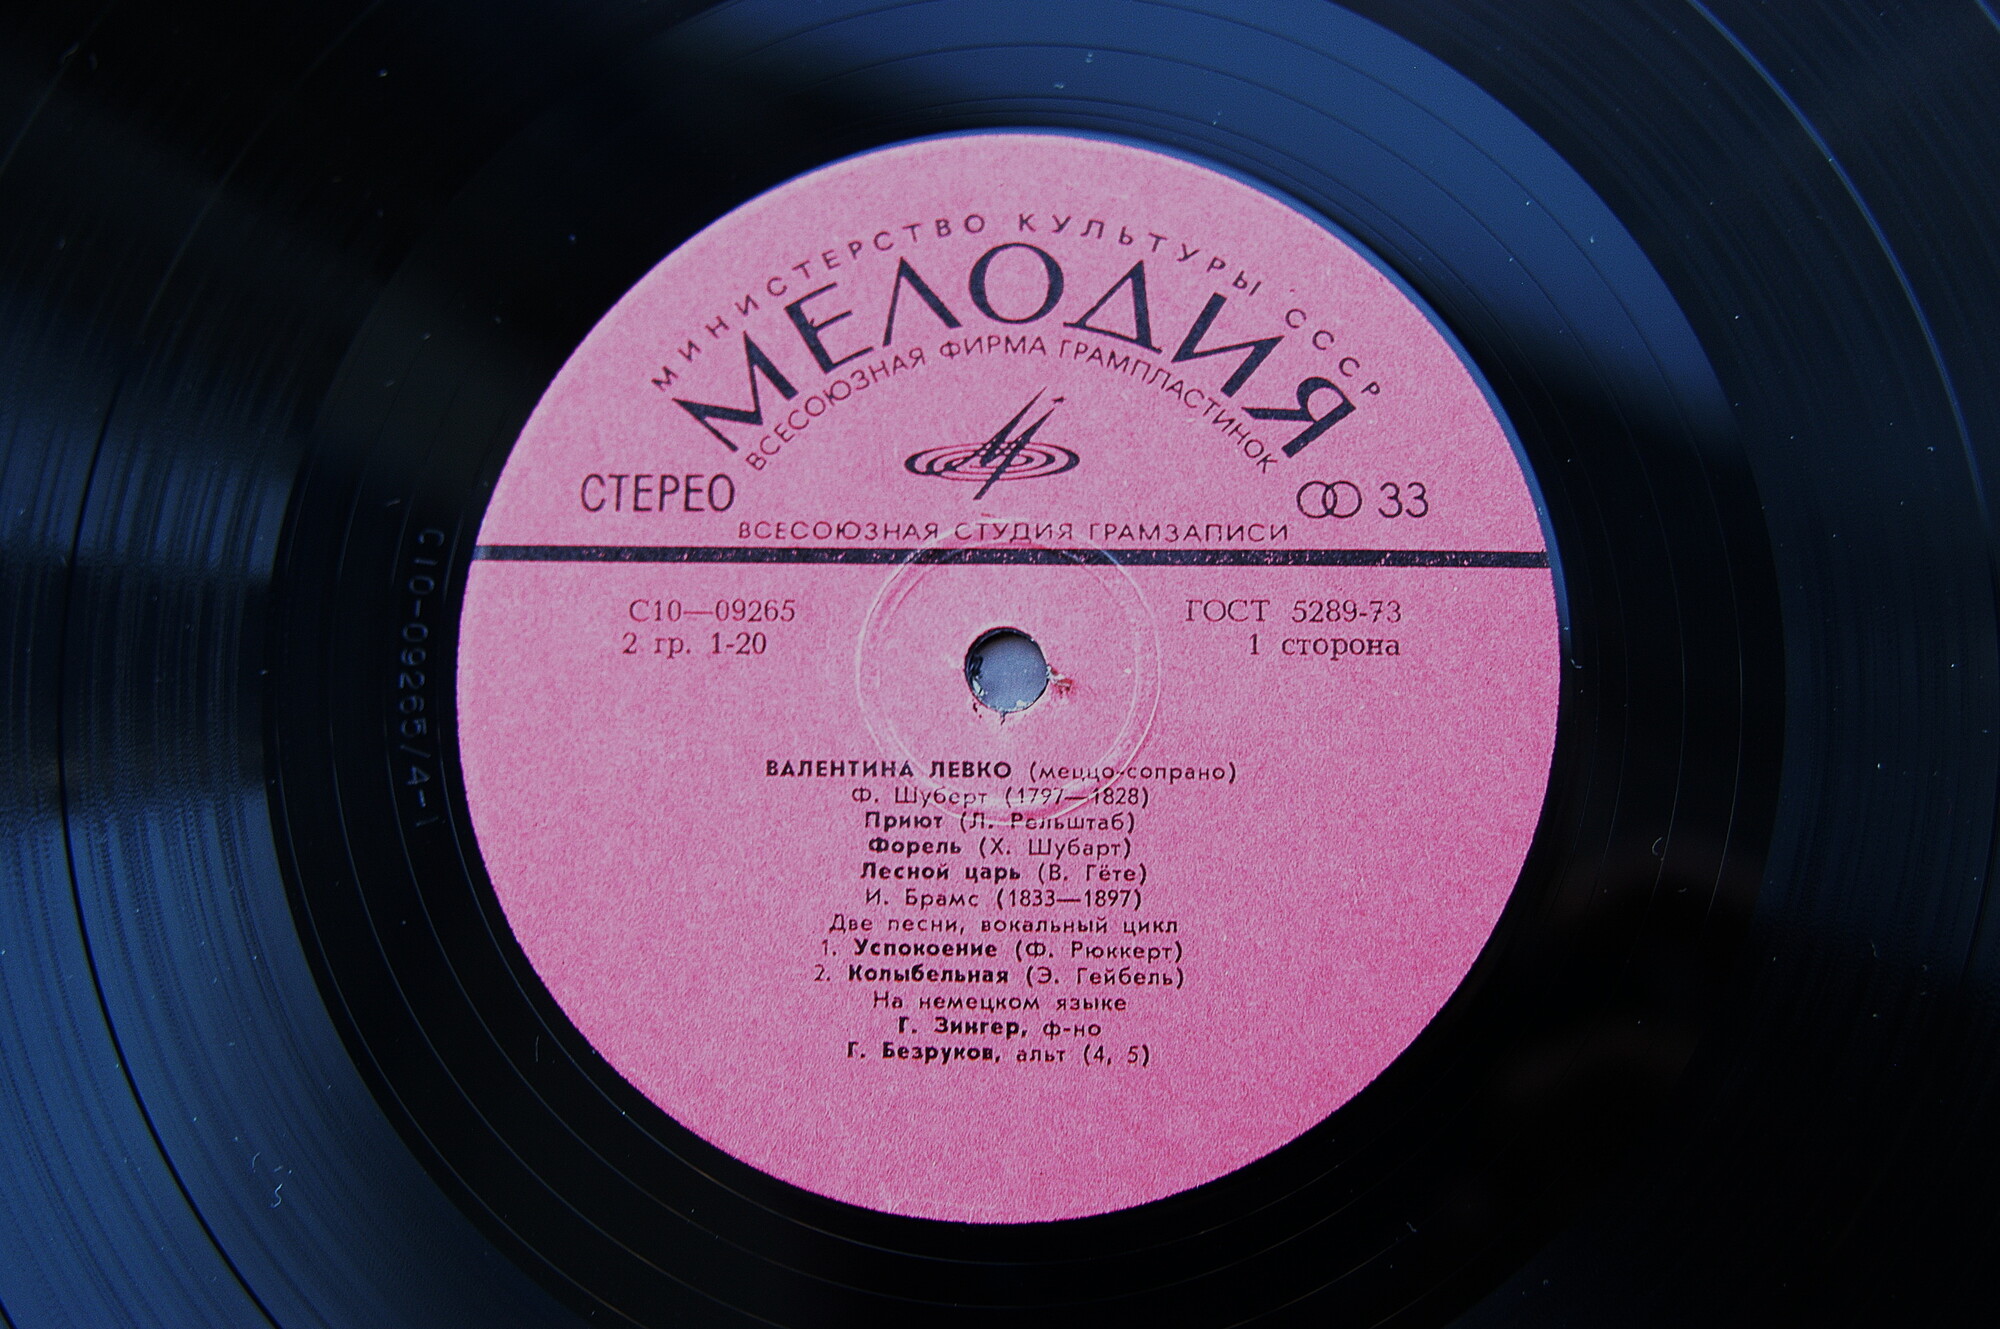 МИНИСТЕРСТВО КУЛЬТУРЫ СССР
МЕЛОДИЯ
ВСЕСОЮЗНАЯ ФИРМА ГРАМПЛАСТИНОК
СТЕРЕО
33
ВСЕСОЮЗНАЯ СТУДИЯ ГРАМЗАПИСИ
С10—09265
ГОСТ 5289-73
2 гр. 1-20
1 сторона
ВАЛЕНТИНА ЛЕВКО (меццо-сопрано)
Ф. Шуберт (1797—1828)
Приют (Л. Рельштаб)
Форель (Х. Шубарт)
Лесной царь (В. Гёте)
И. Брамс (1833—1897)
Две песни, вокальный цикл
1. Успокоение (Ф. Рюккерт)
2. Колыбельная (Э. Гейбель)
На немецком языке
Г. Зингер, ф-но
Г. Безруков, альт (4, 5)
С10-09265/4-1